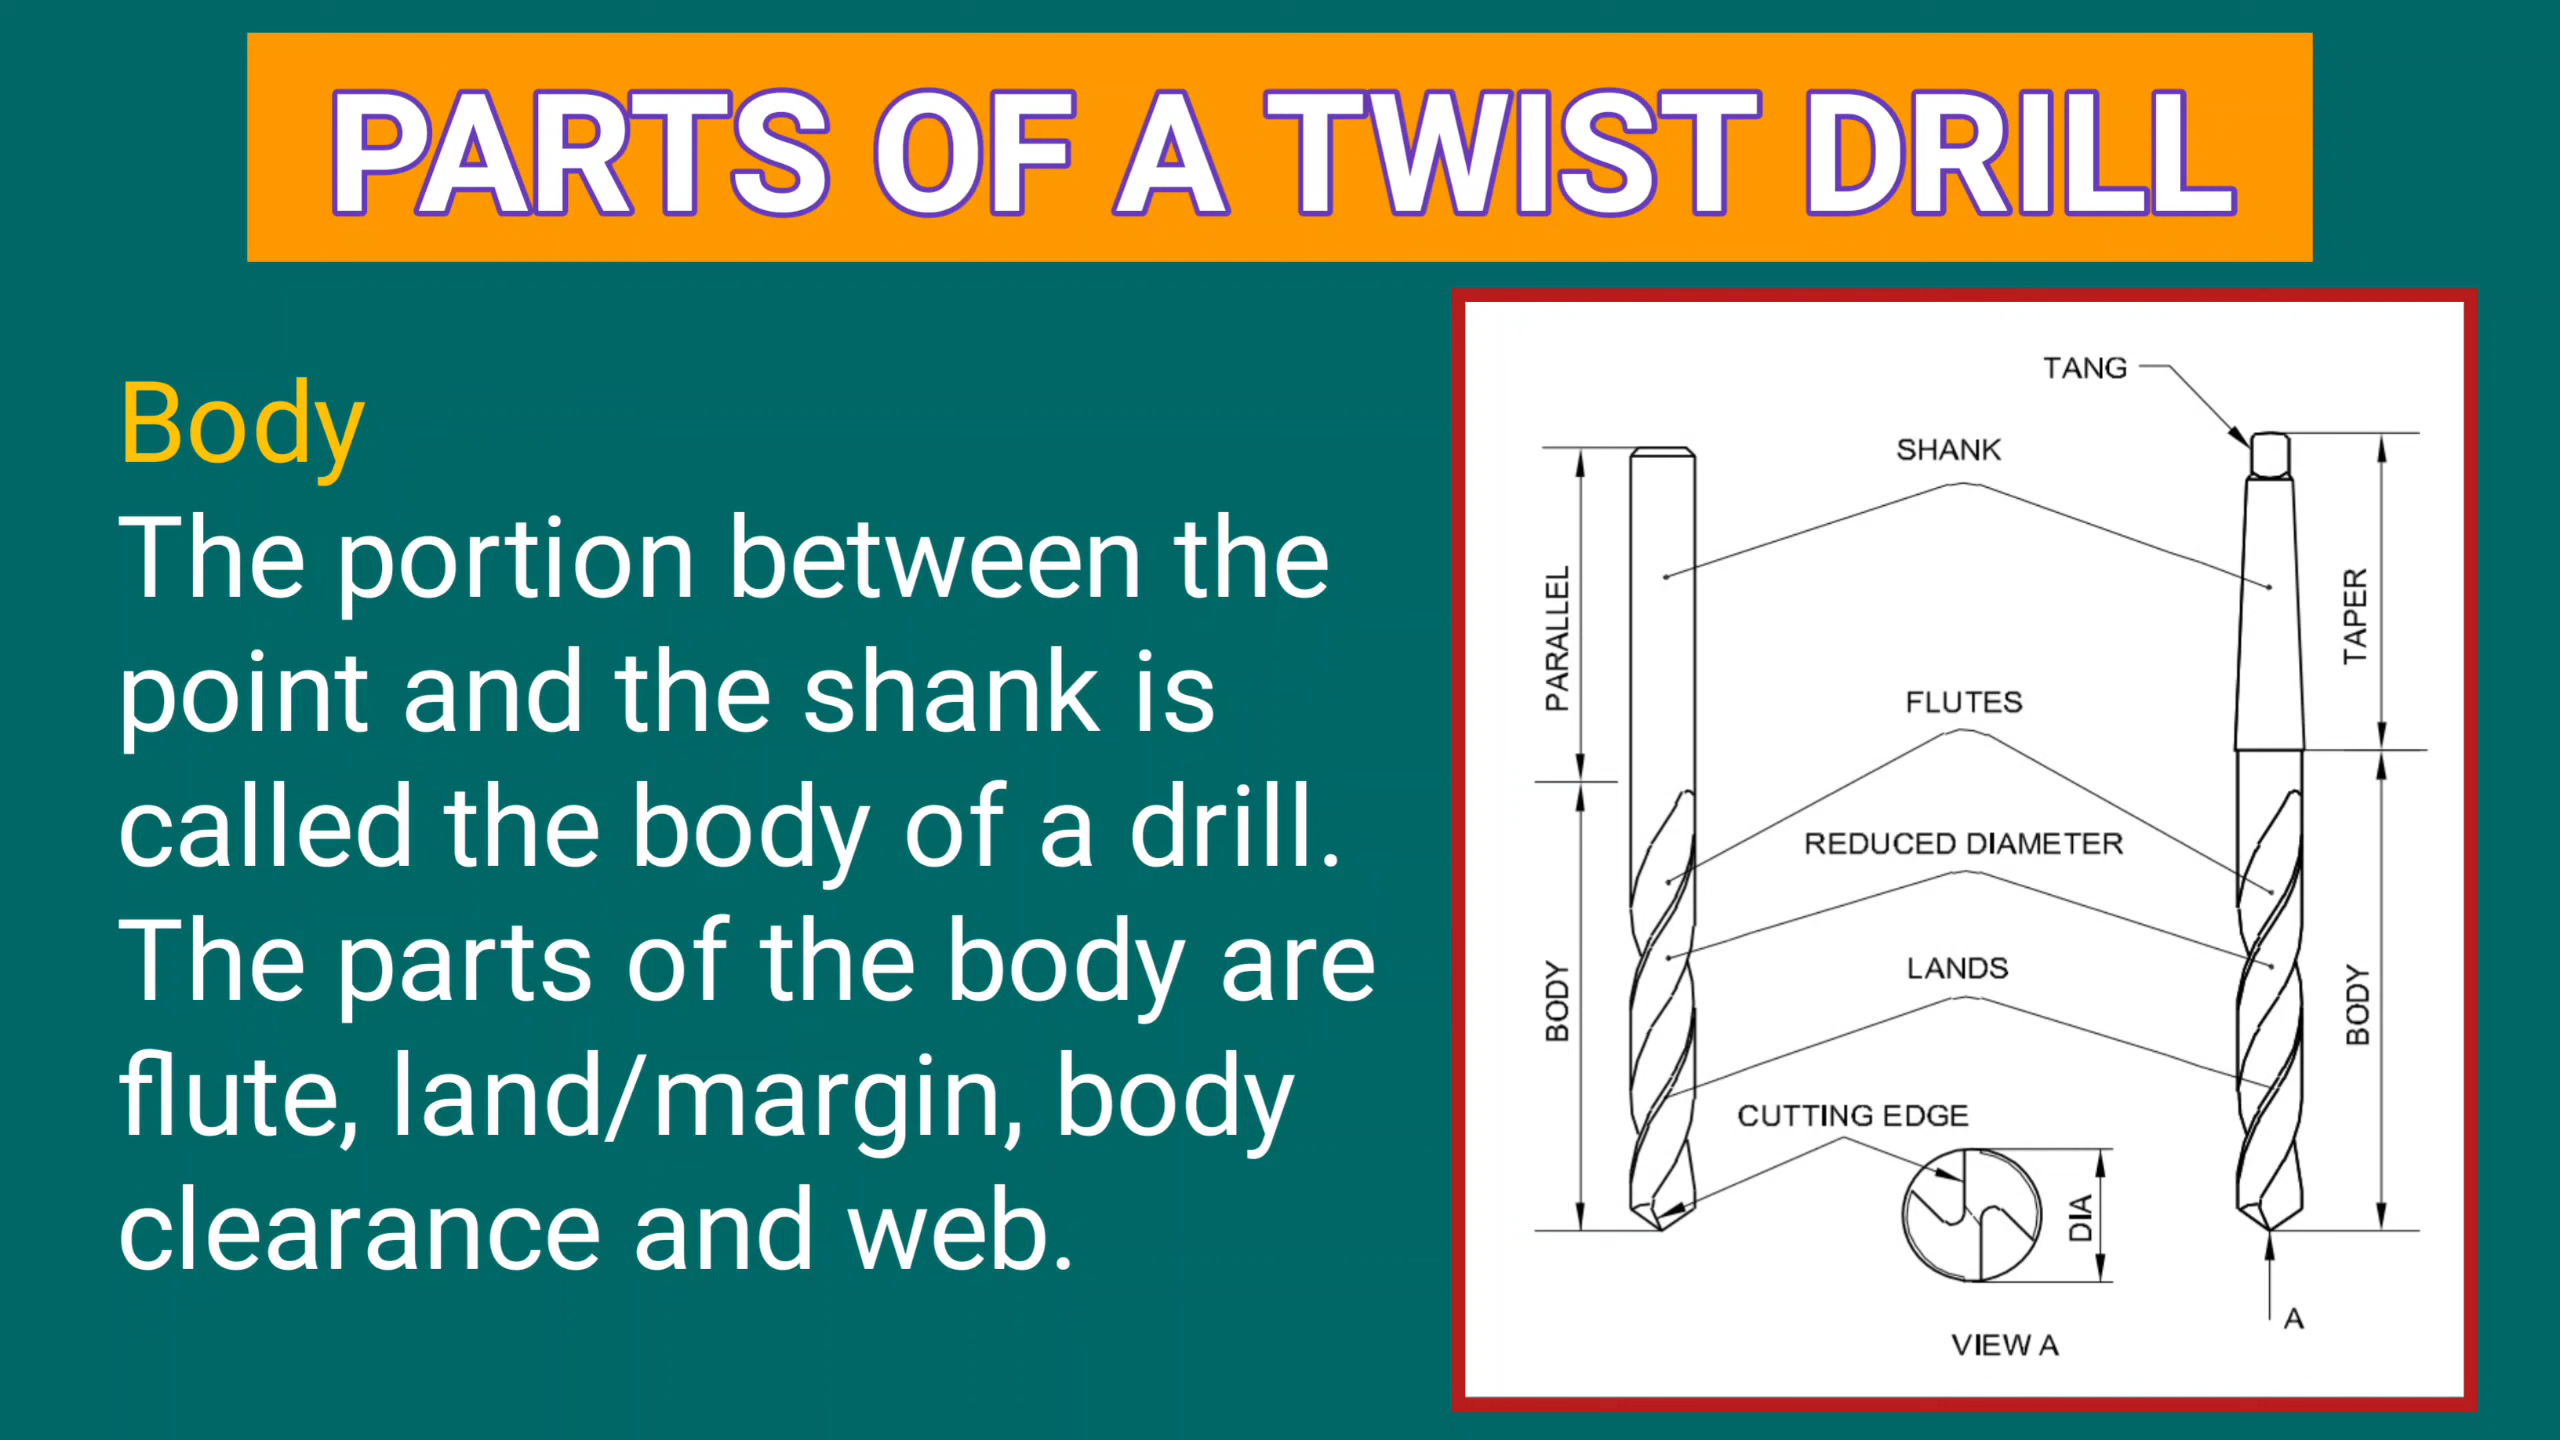 PARTS OF A TWIST DRILL
Body
The portion between the
point and the shank is
called the body of a drill.
The parts of the body are
flute, land/margin, body
clearance and web.
TANG
SHANK
PARALLEL
TAPER
FLUTES
REDUCED DIAMETER
LANDS
BODY
BODY
CUTTING EDGE
DIA
A
VIEW A